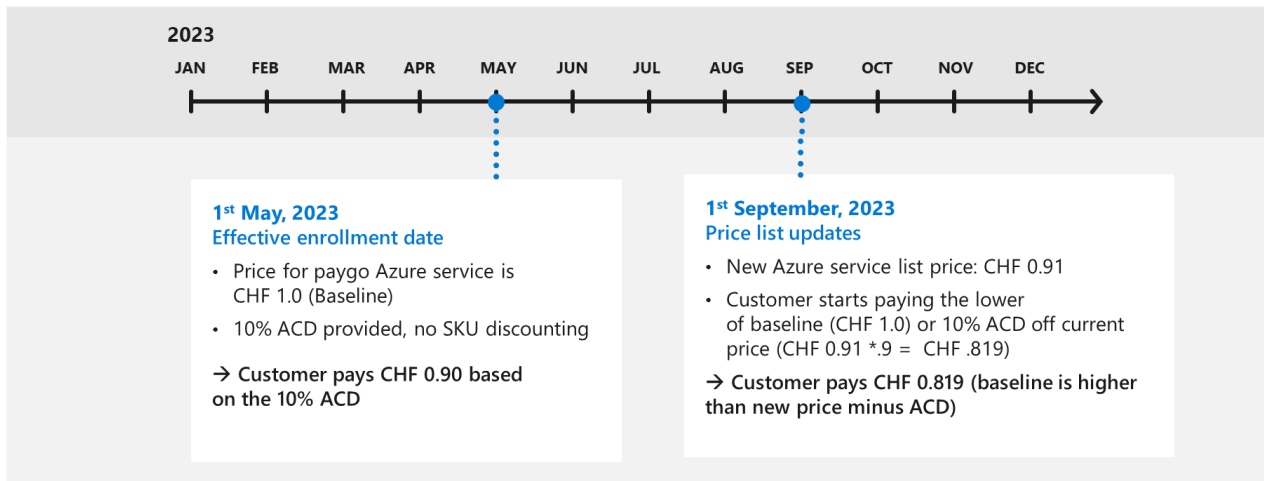 2023
JAN FEB MAR APR MAY JUN JUL AUG SEP OCT NOV DEC
1st May, 2023
Effective enrollment date
• Price for paygo Azure service is
CHF 1.0 (Baseline)
• 10% ACD provided, no SKU discounting
→ Customer pays CHF 0.90 based
on the 10% ACD
1st September, 2023
Price list updates
• New Azure service list price: CHF 0.91
• Customer starts paying the lower
of baseline (CHF 1.0) or 10% ACD off current
price (CHF 0.91 *.9 = CHF .819)
→ Customer pays CHF 0.819 (baseline is higher
than new price minus ACD)